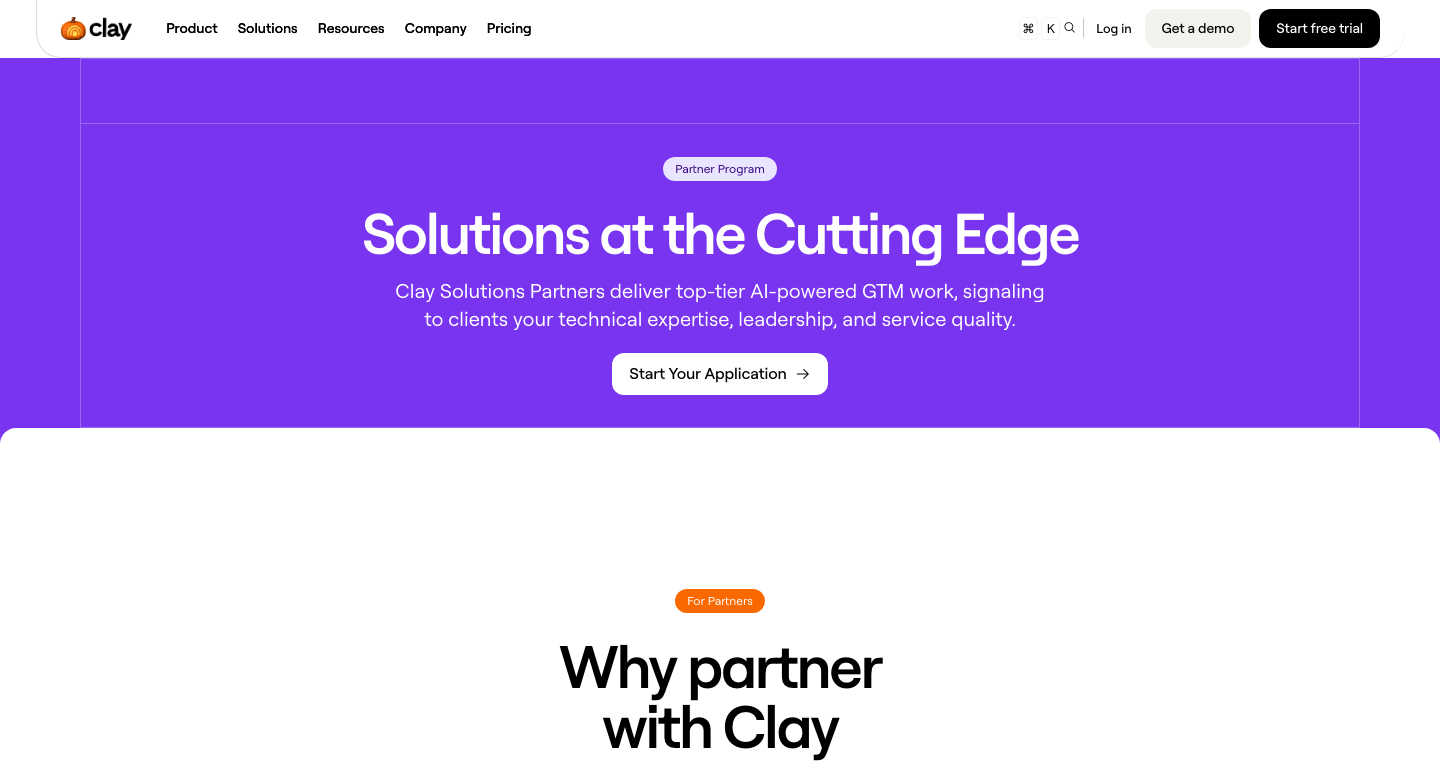 clay
Product
Solutions
Resources
Company
Pricing
⌘ K
Log in
Get a demo
Start free trial
Partner Program
Solutions at the Cutting Edge
Clay Solutions Partners deliver top-tier AI-powered GTM work, signaling
to clients your technical expertise, leadership, and service quality.
Start Your Application →
For Partners
Why partner
with Clay